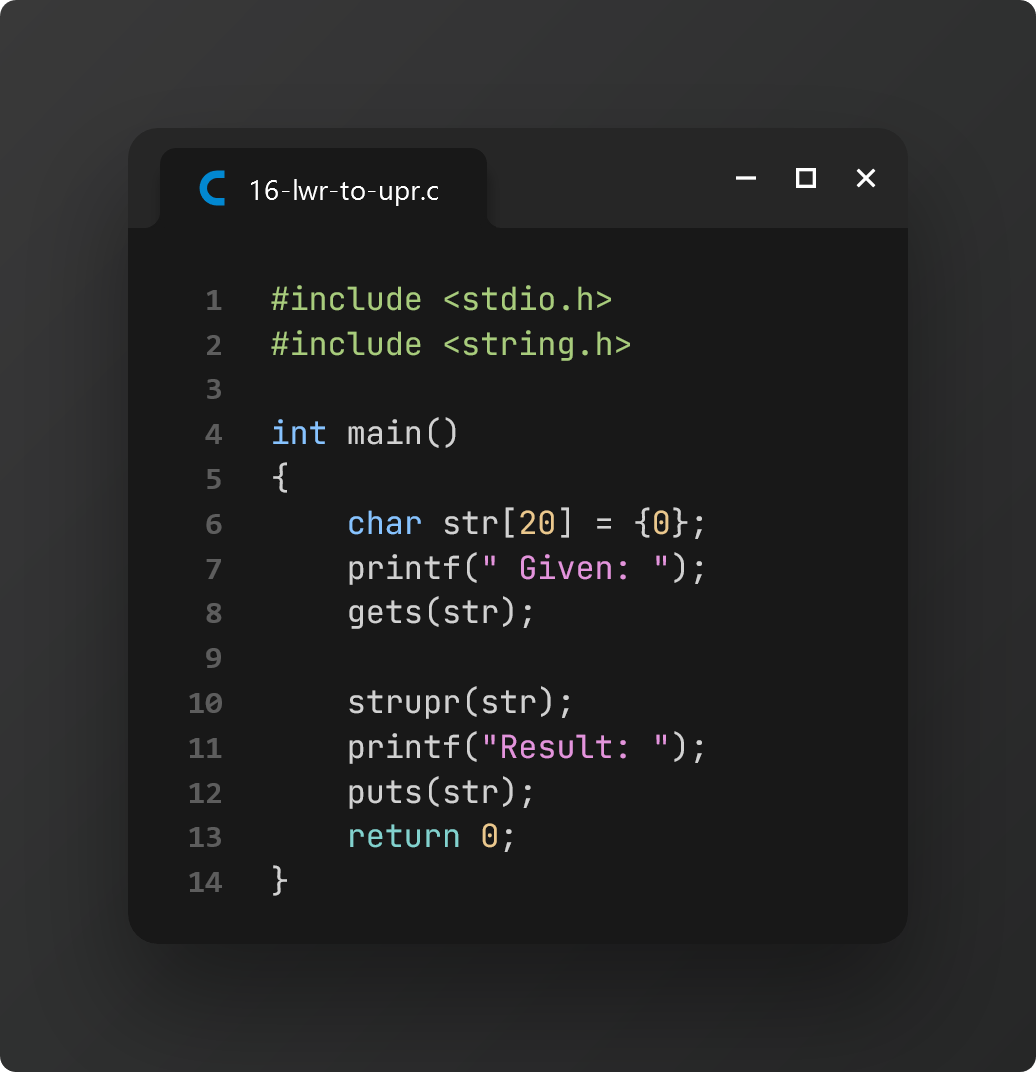 16-lwr-to-upr.c
1 #include <stdio.h>
2 #include <string.h>
3
4 int main()
5 {
6     char str[20] = {0};
7     printf(" Given: ");
8     gets(str);
9
10     strupr(str);
11     printf("Result: ");
12     puts(str);
13     return 0;
14 }